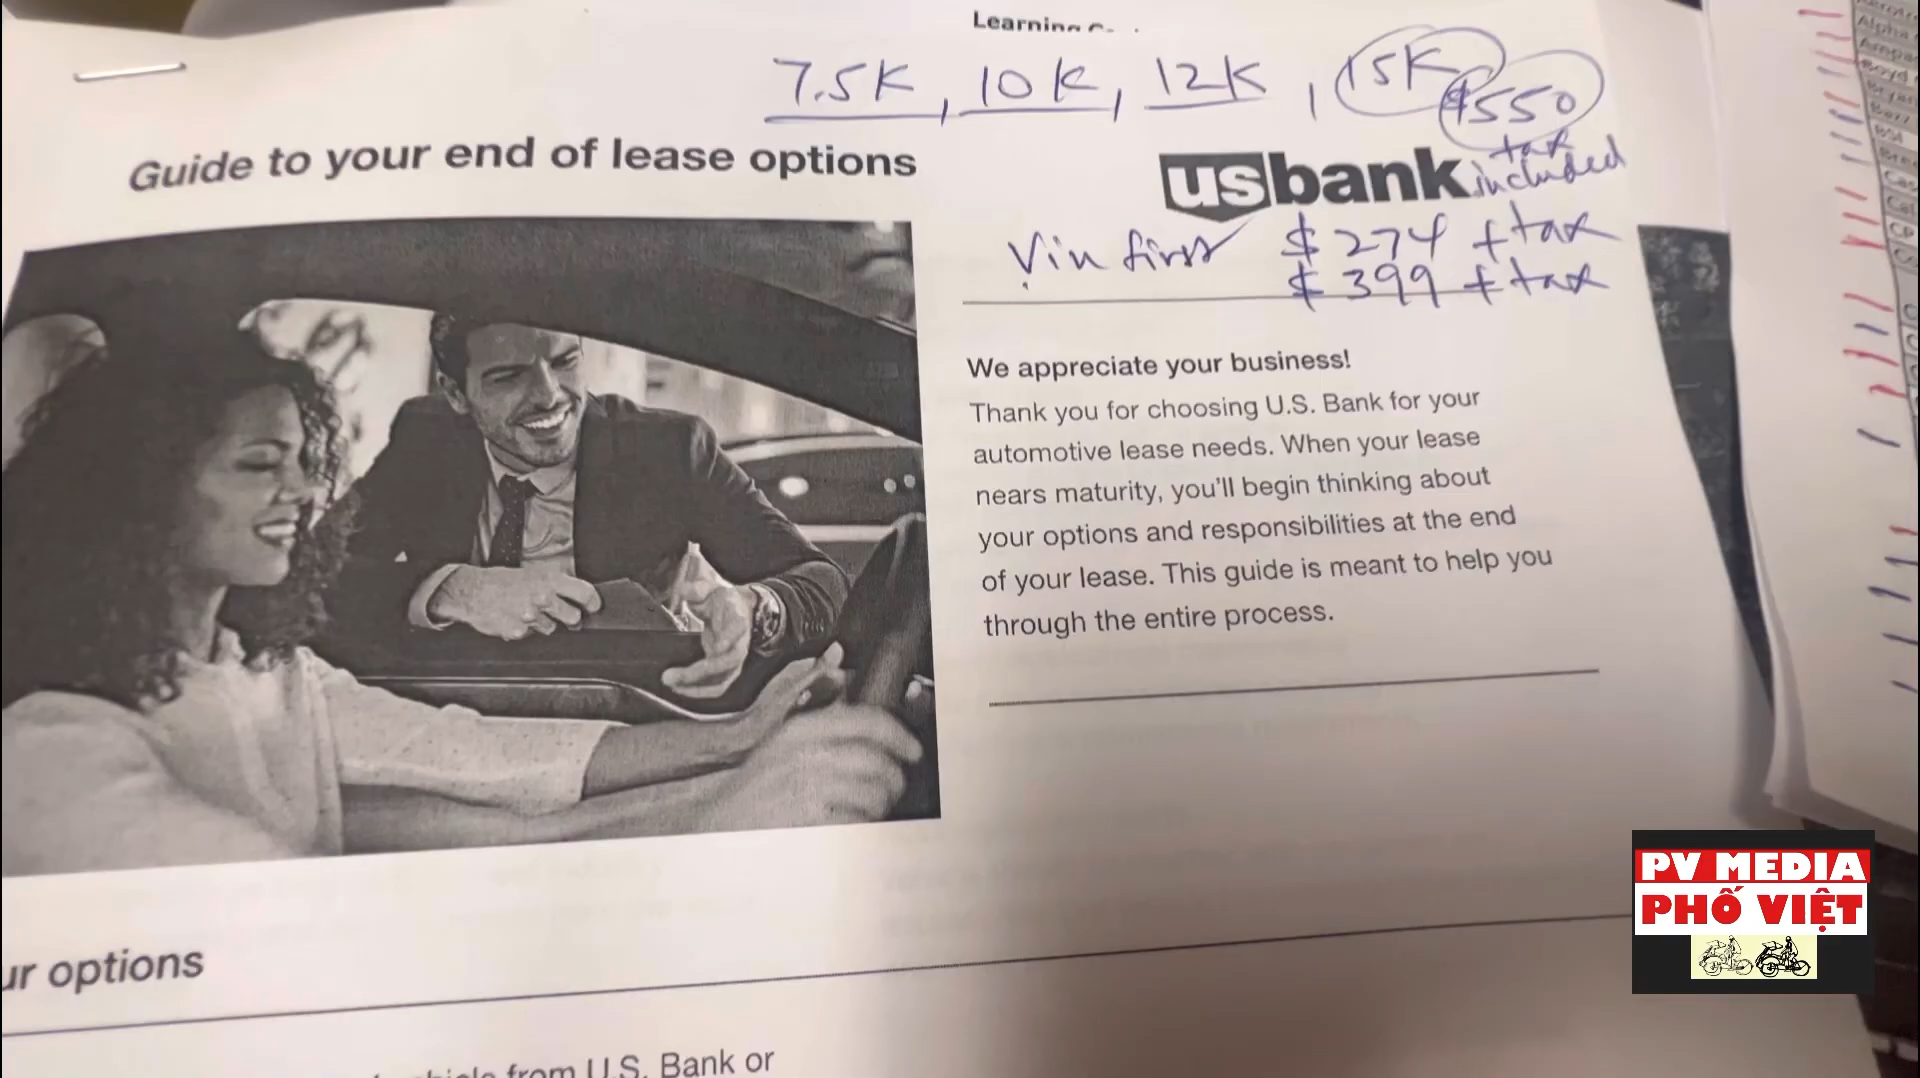 Learning
7.5K, 10K, 12K, 15K
$550
tax
included
Guide to your end of lease options
usbank
Vin first $274 + tax
$399 + tax
We appreciate your business!
Thank you for choosing U.S. Bank for your
automotive lease needs. When your lease
nears maturity, you'll begin thinking about
your options and responsibilities at the end
of your lease. This guide is meant to help you
through the entire process.
ur options
from U.S. Bank or
Alpha
Boyd
PV MEDIA
PHỐ VIỆT